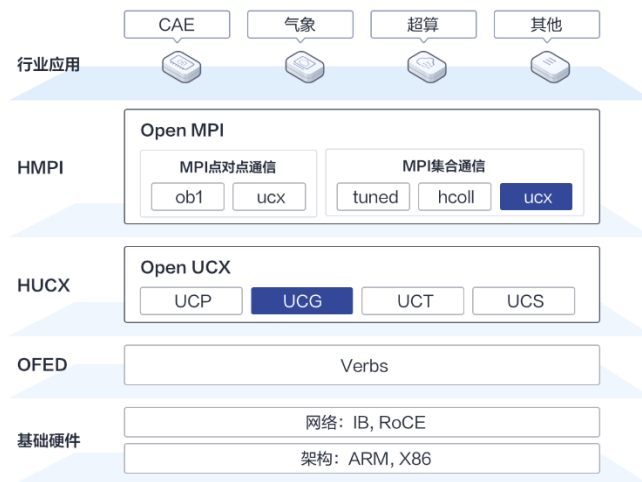 CAE 气象 超算 其他
行业应用
Open MPI
HMPI
MPI点对点通信 MPI集合通信
ob1 ucx tuned hcoll ucx
Open UCX
HUCX
UCP UCG UCT UCS
OFED
Verbs
网络：IB, RoCE
基础硬件
架构：ARM, X86